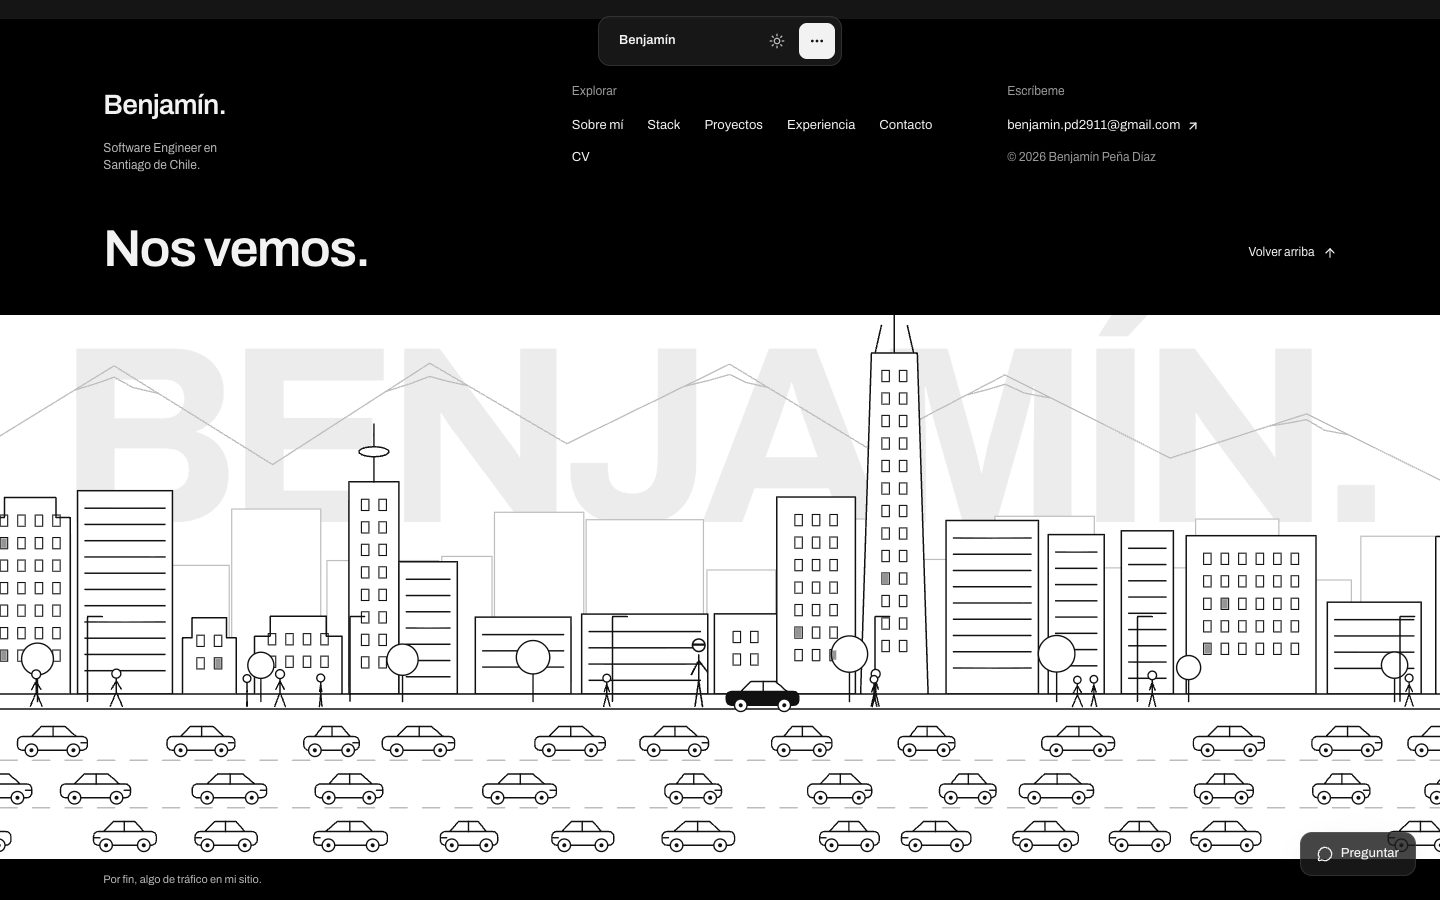 Benjamín
Benjamín.
Software Engineer en
Santiago de Chile.
Explorar
Sobre mí Stack Proyectos Experiencia Contacto
CV
Escríbeme
benjamin.pd2911@gmail.com
© 2026 Benjamín Peña Díaz
Nos vemos.
Volver arriba
BENJAMÍN.
Preguntar
Por fin, algo de tráfico en mi sitio.